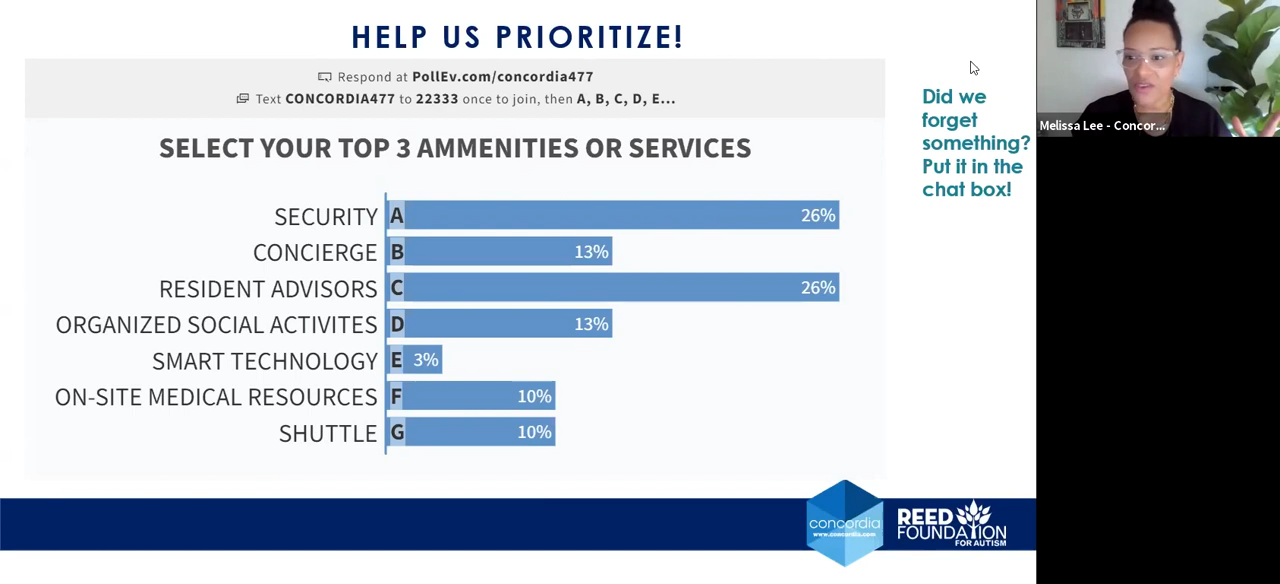 HELP US PRIORITIZE!
Respond at PollEv.com/concordia477
Text CONCORDIA477 to 22333 once to join, then A, B, C, D, E...
SELECT YOUR TOP 3 AMMENITIES OR SERVICES
SECURITY A 26%
CONCIERGE B 13%
RESIDENT ADVISORS C 26%
ORGANIZED SOCIAL ACTIVITES D 13%
SMART TECHNOLOGY E 3%
ON-SITE MEDICAL RESOURCES F 10%
SHUTTLE G 10%
Did we
forget
something?
Put it in the
chat box!
Melissa Lee - Concor...
concordia
www.concordia.com
REED
FOUNDATION
FOR AUTISM